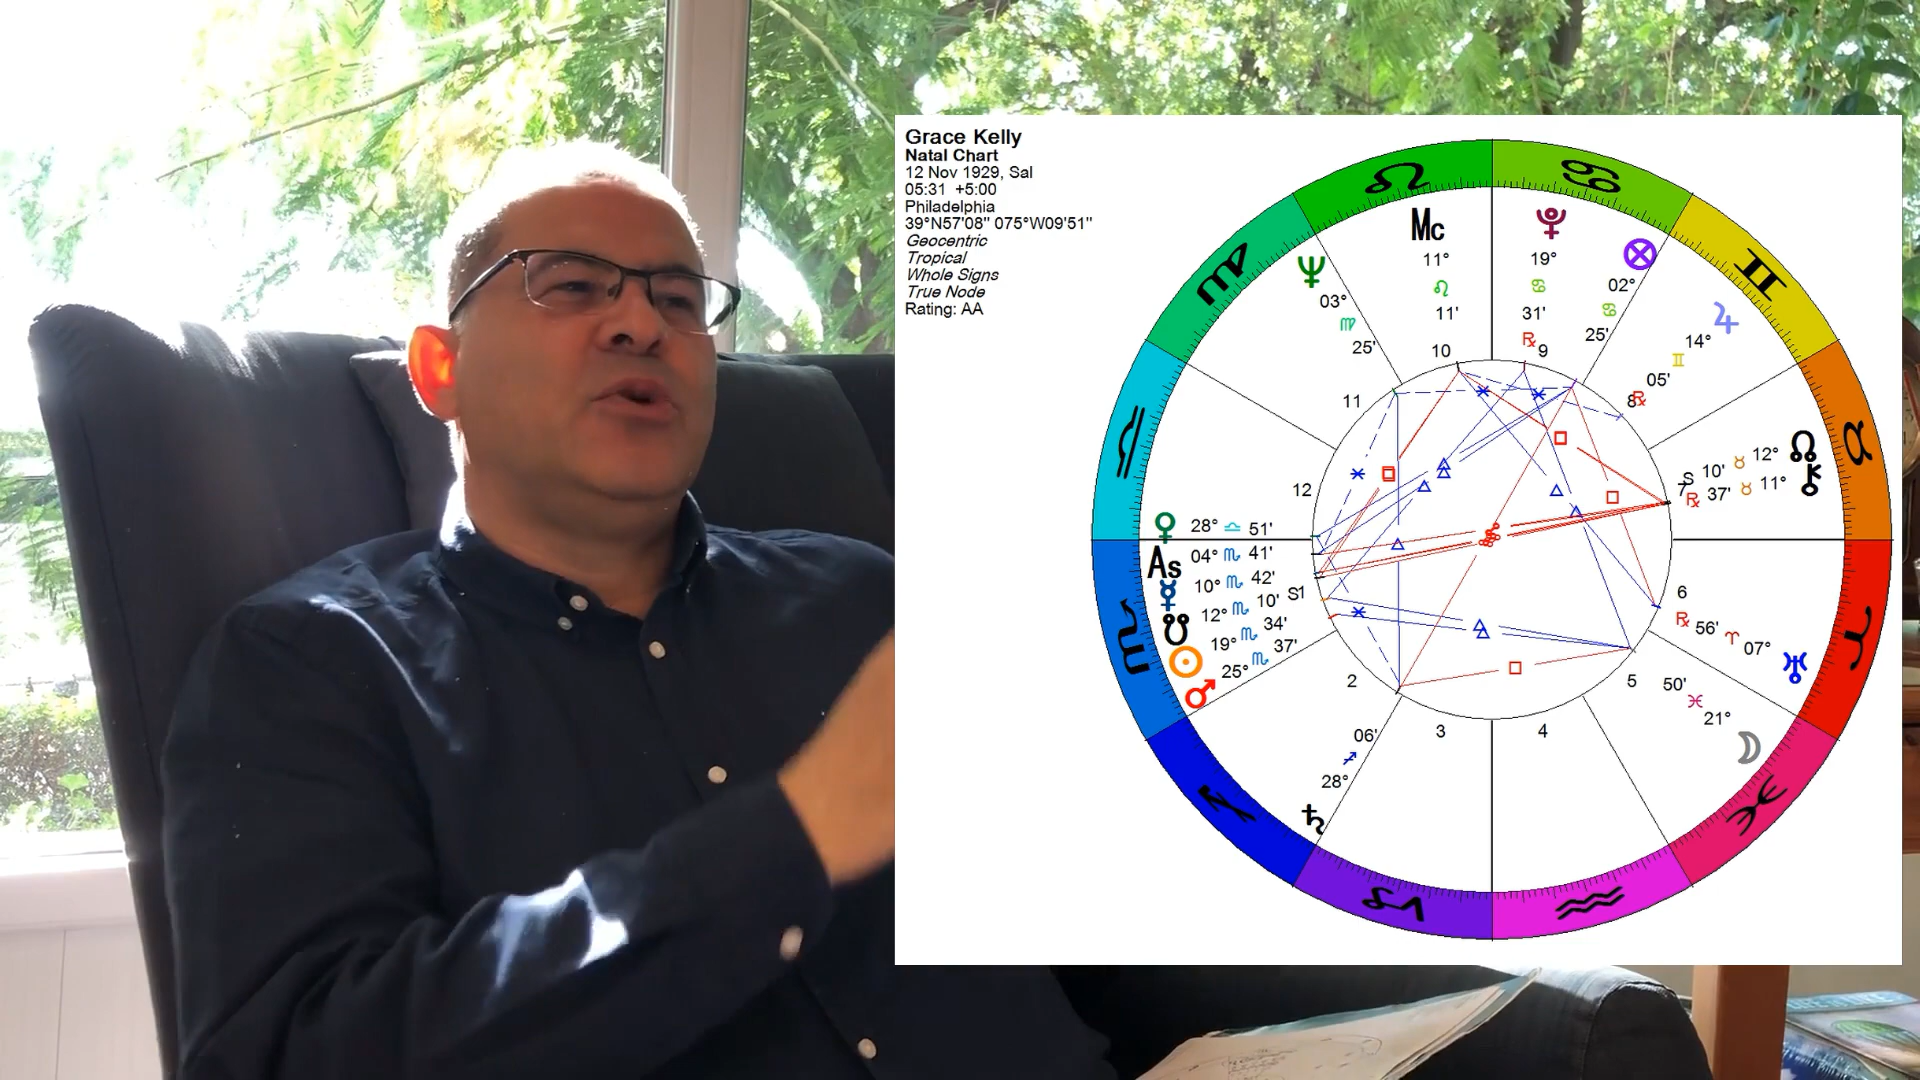 Grace Kelly
Natal Chart
12 Nov 1929, Sal
05:31 +5:00
Philadelphia
39°N57'08" 075°W09'51"
Geocentric
Tropical
Whole Signs
True Node
Rating: AA
Mc
11° ♌ 11'
♇ 19° ♋ 31' ℞
⊗ 02° ♋ 25'
♃ 14° ♊ 05' ℞
♆ 03° ♍ 25'
10
9
11
8
12
7
☊ 12° ♉ 10' S
⚷ 11° ♉ 37' ℞
♀ 28° ♎ 51'
As 04° ♏ 41'
☿ 10° ♏ 42'
☋ 12° ♏ 10' S
1
☉ 19° ♏ 34'
♂ 25° ♏ 37'
6
♅ 07° ♈ 56' ℞
2
5
☽ 21° ♓ 50'
3
4
♄ 28° ♐ 06'